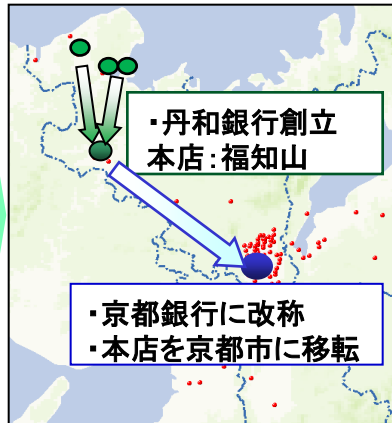 ・丹和銀行創立
本店：福知山
・京都銀行に改称
・本店を京都市に移転